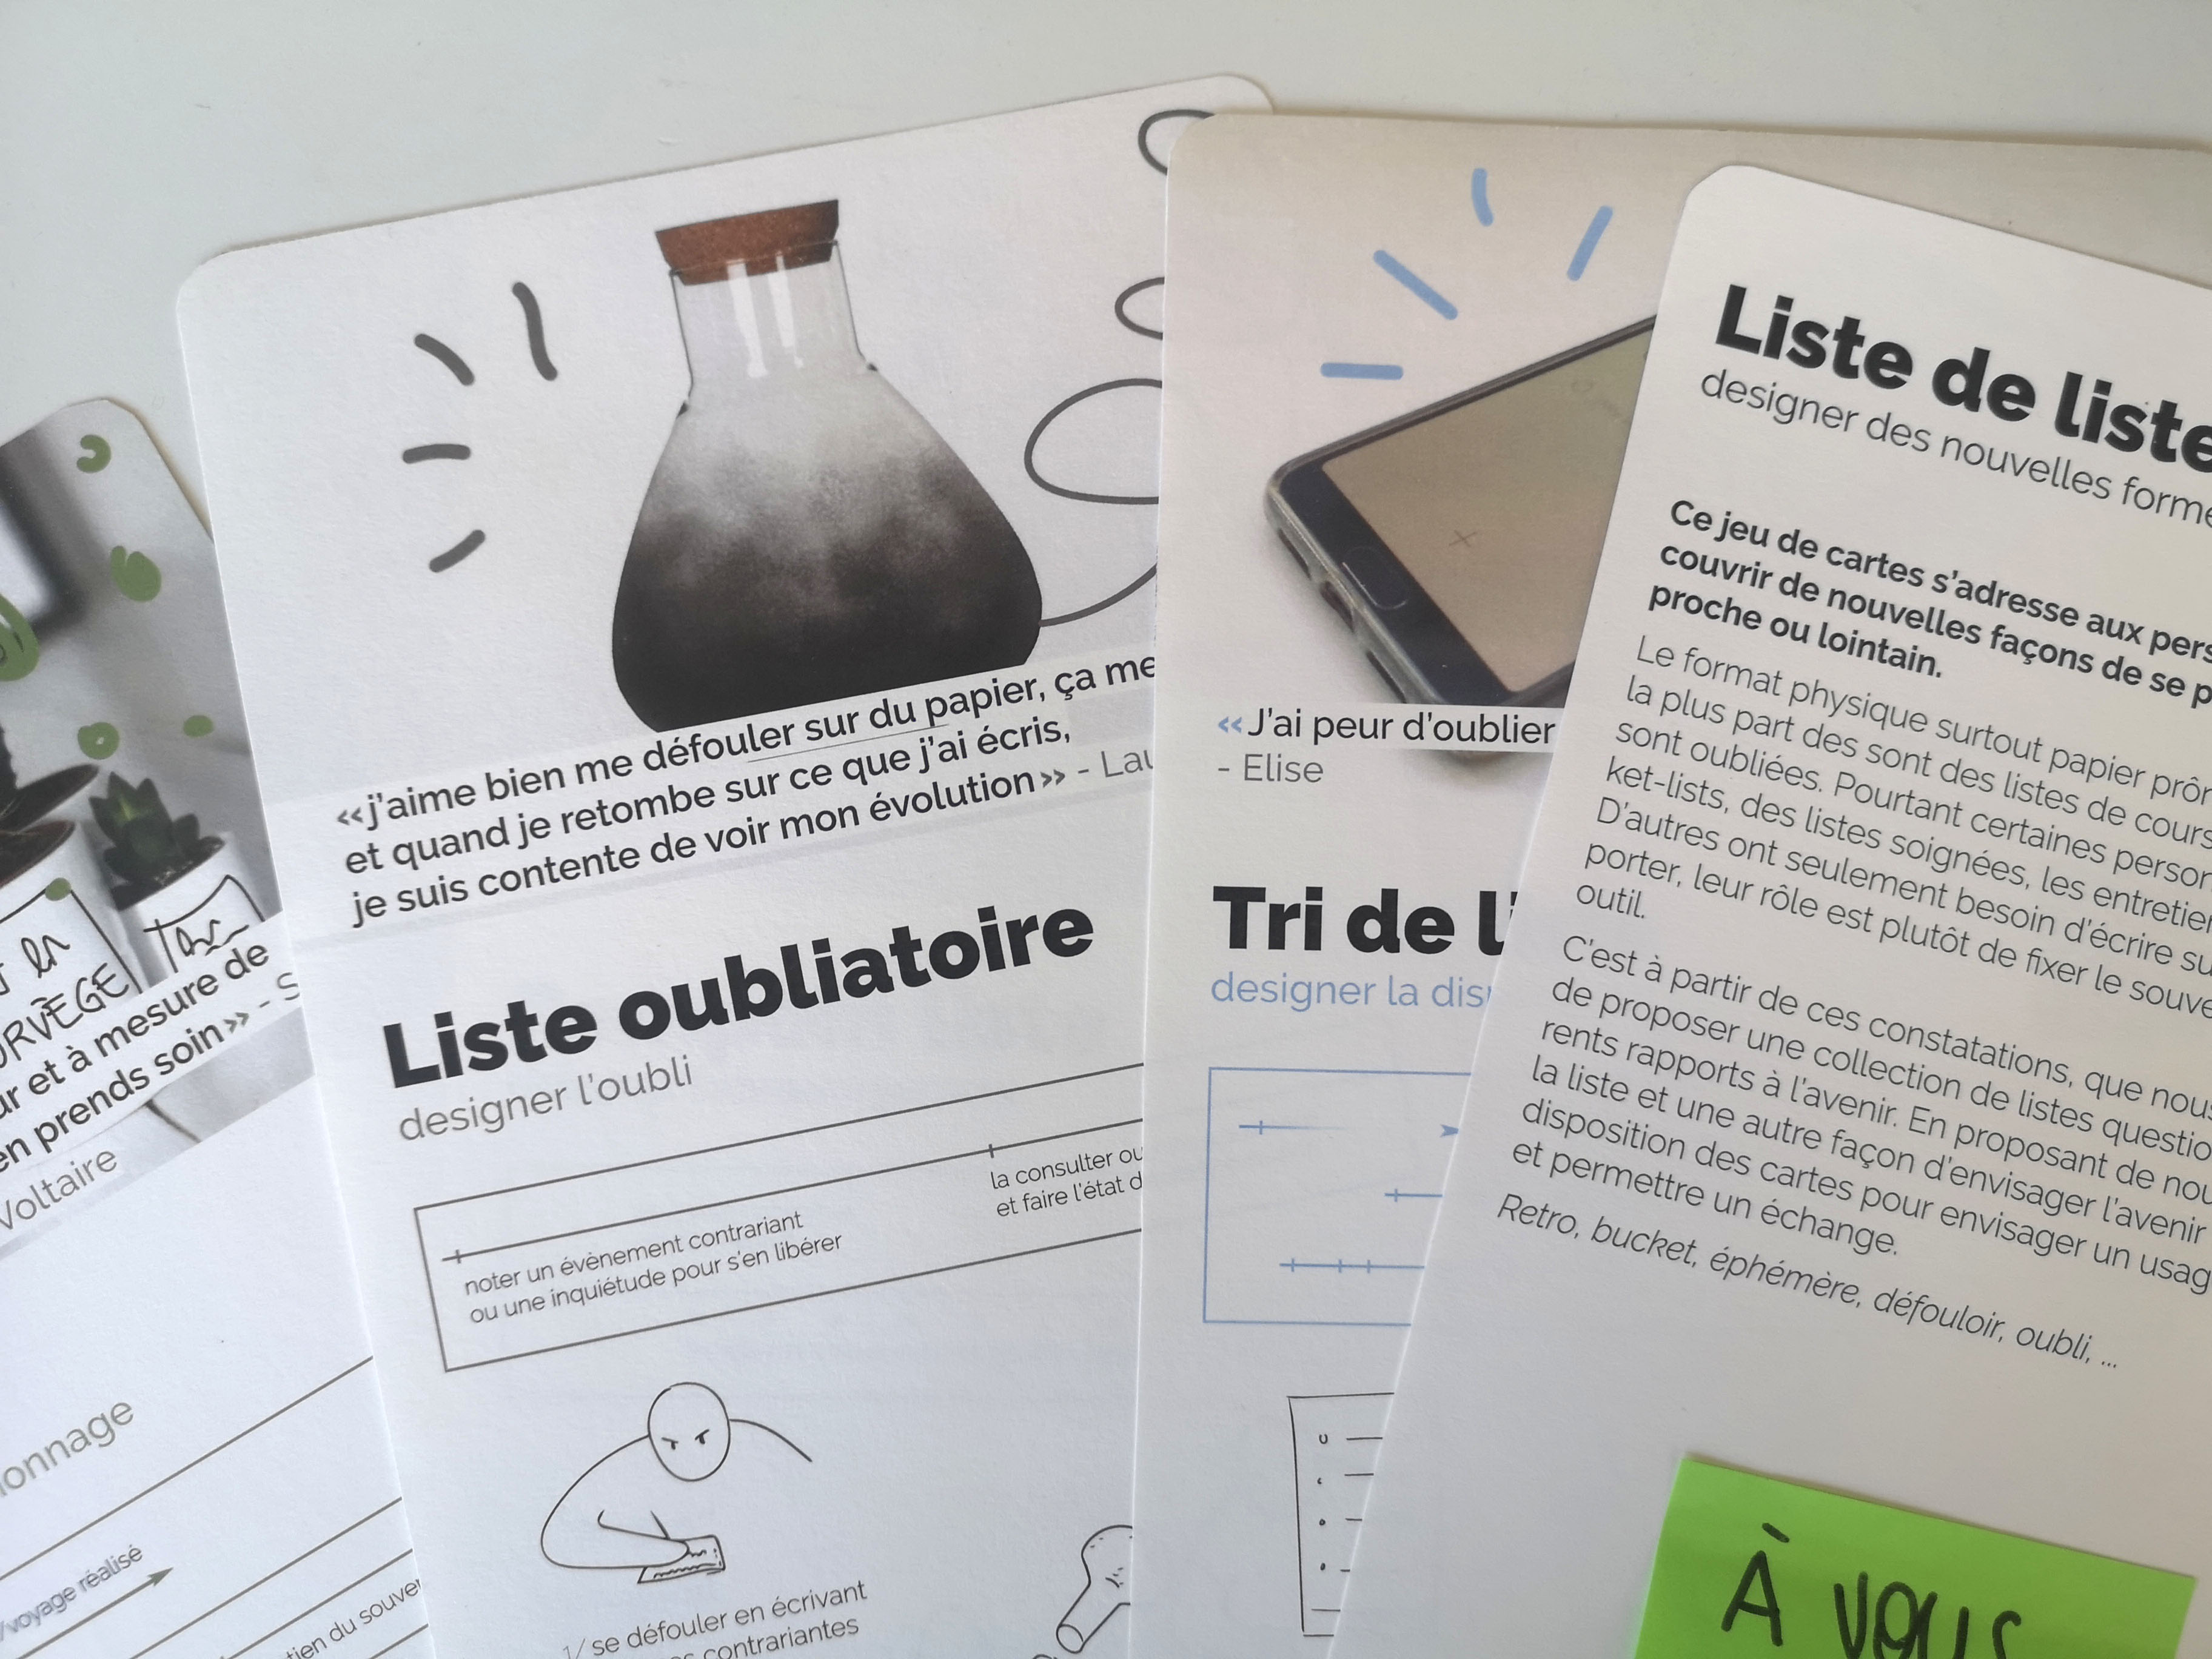 ORVÈGE
ur et à mesure de
en prends soin» - S
Voltaire
onnage
/voyage réalisé
tien du souve
«j'aime bien me défouler sur du papier, ça me
et quand je retombe sur ce que j'ai écris,
je suis contente de voir mon évolution» - Lau
Liste oubliatoire
designer l'oubli
noter un évènement contrariant
ou une inquiétude pour s'en libérer
la consulter ou
et faire l'état d
1/ se défouler en écrivant
contrariantes
«J'ai peur d'oublier
- Elise
Tri de li
designer la dis
Liste de liste
designer des nouvelles forme
Ce jeu de cartes s'adresse aux pers
couvrir de nouvelles façons de se p
proche ou lointain.
Le format physique surtout papier prôn
la plus part des sont des listes de cours
sont oubliées. Pourtant certaines person
ket-lists, des listes soignées, les entretien
D'autres ont seulement besoin d'écrire su
porter, leur rôle est plutôt de fixer le souve
outil.
C'est à partir de ces constatations, que nous
de proposer une collection de listes questio
rents rapports à l'avenir. En proposant de nou
la liste et une autre façon d'envisager l'avenir
disposition des cartes pour envisager un usag
et permettre un échange.
Retro, bucket, éphémère, défouloir, oubli, ...
À vous